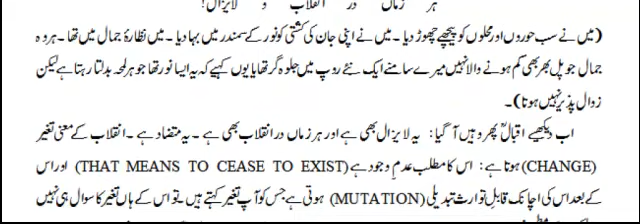 ہر زماں در انقلاب و لایزال!
(میں نے سب حوروں اور محلوں کو پیچھے چھوڑ دیا۔ میں نے اپنی جان کی کشتی کو نور کے سمندر میں بہا دیا۔ میں نظارۂ جمال میں تھا۔ ہر وہ
جمال جو پل بھر بھی کم ہونے والا نہیں میرے سامنے ایک نئے روپ میں جلوہ گر تھا یوں کہیے کہ یہ ایسا نور تھا جو ہر لمحہ بدلتا رہتا ہے لیکن
زوال پذیر نہیں ہوتا)۔
اب دیکھیے اقبالؒ پھر وہیں آ گیا: یہ لایزال بھی ہے اور ہر زماں در انقلاب بھی ہے۔ یہ متضاد ہے۔ انقلاب کے معنی تغیر
(CHANGE) ہوتا ہے: اس کا مطلب عدم وجود ہے (THAT MEANS TO CEASE TO EXIST) اور اس
کے بعد اس کی اچانک قابلِ توارث تبدیلی (MUTATION) ہوتی ہے جس کو آپ تغیر کہتے ہیں۔ تو اس کے ہاں تغیر کا سوال ہی نہیں